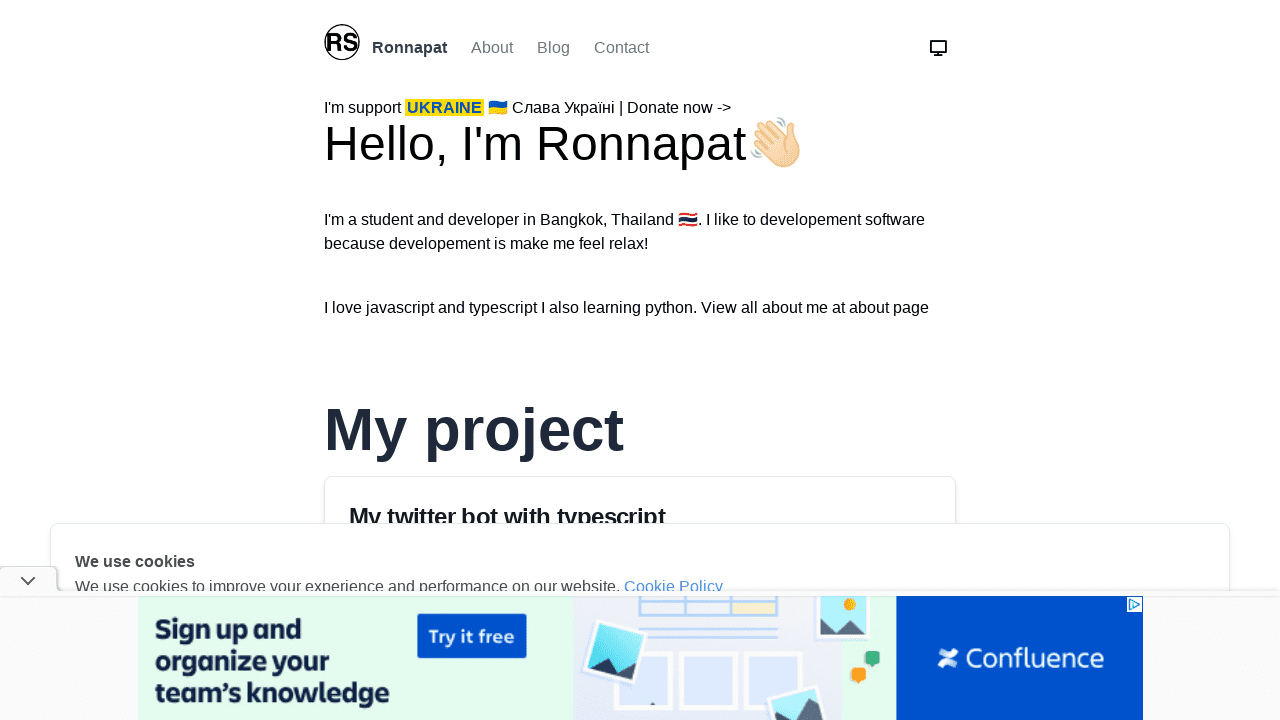 RS Ronnapat About Blog Contact
I'm support UKRAINE 🇺🇦 Слава Україні | Donate now ->
Hello, I'm Ronnapat👋🏻
I'm a student and developer in Bangkok, Thailand 🇹🇭. I like to developement software
because developement is make me feel relax!
I love javascript and typescript I also learning python. View all about me at about page
My project
My twitter bot with typescript
We use cookies
We use cookies to improve your experience and performance on our website. Cookie Policy
Sign up and
organize your
team's knowledge
Try it free
Confluence